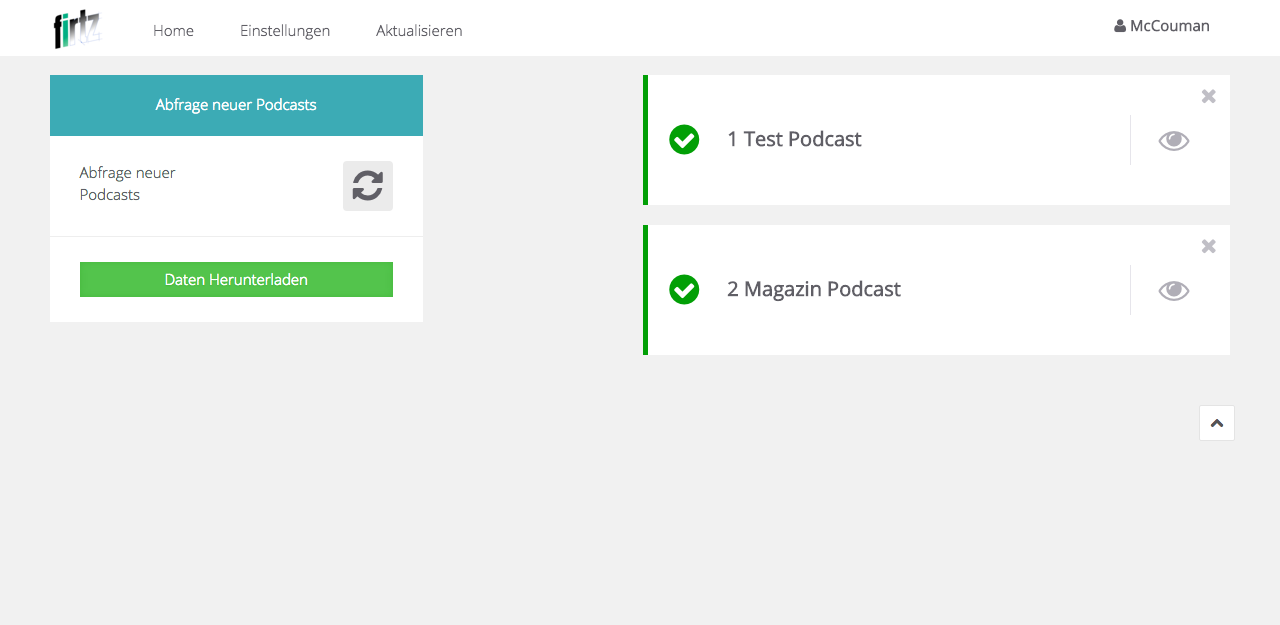 firtz
Home
Einstellungen
Aktualisieren
McCouman
Abfrage neuer Podcasts
Abfrage neuer
Podcasts
Daten Herunterladen
1 Test Podcast
2 Magazin Podcast